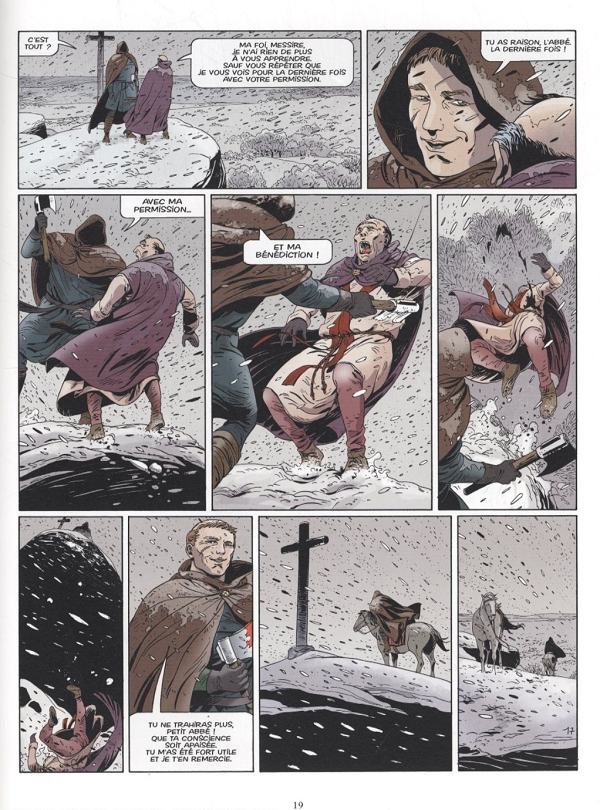 C'EST
TOUT ?
MA FOI, MESSIRE,
JE N'AI RIEN DE PLUS
À VOUS APPRENDRE.
SAUF VOUS RÉPÉTER QUE
JE VOUS VOIS POUR LA DERNIÈRE FOIS
AVEC VOTRE PERMISSION.
TU AS RAISON, L'ABBÉ.
LA DERNIÈRE FOIS !
AVEC MA
PERMISSION...
ET MA
BÉNÉDICTION !
TU NE TRAHIRAS PLUS,
PETIT ABBÉ !
QUE TA CONSCIENCE
SOIT APAISÉE.
TU M'AS ÉTÉ FORT UTILE
ET JE T'EN REMERCIE.
17
19